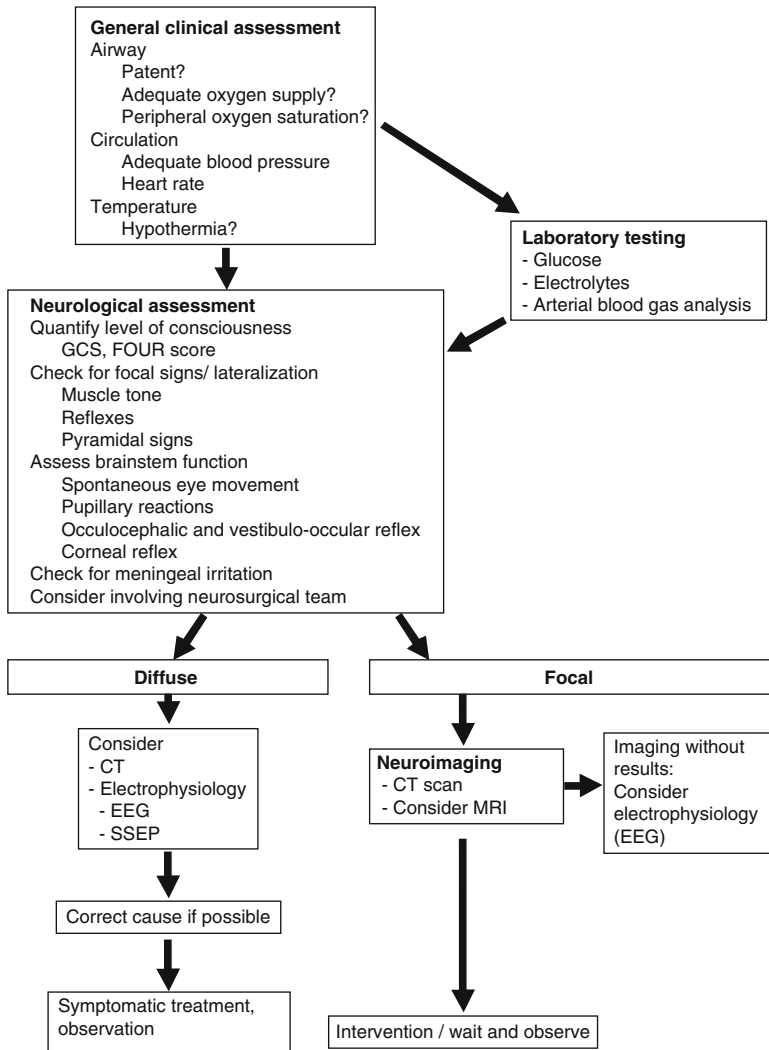 General clinical assessment
Airway
Patent?
Adequate oxygen supply?
Peripheral oxygen saturation?
Circulation
Adequate blood pressure
Heart rate
Temperature
Hypothermia?
Laboratory testing
- Glucose
- Electrolytes
- Arterial blood gas analysis
Neurological assessment
Quantify level of consciousness
GCS, FOUR score
Check for focal signs/ lateralization
Muscle tone
Reflexes
Pyramidal signs
Assess brainstem function
Spontaneous eye movement
Pupillary reactions
Occulocephalic and vestibulo-occular reflex
Corneal reflex
Check for meningeal irritation
Consider involving neurosurgical team
Diffuse
Consider
- CT
- Electrophysiology
- EEG
- SSEP
Correct cause if possible
Symptomatic treatment,
observation
Focal
Neuroimaging
- CT scan
- Consider MRI
Imaging without
results:
Consider
electrophysiology
(EEG)
Intervention / wait and observe